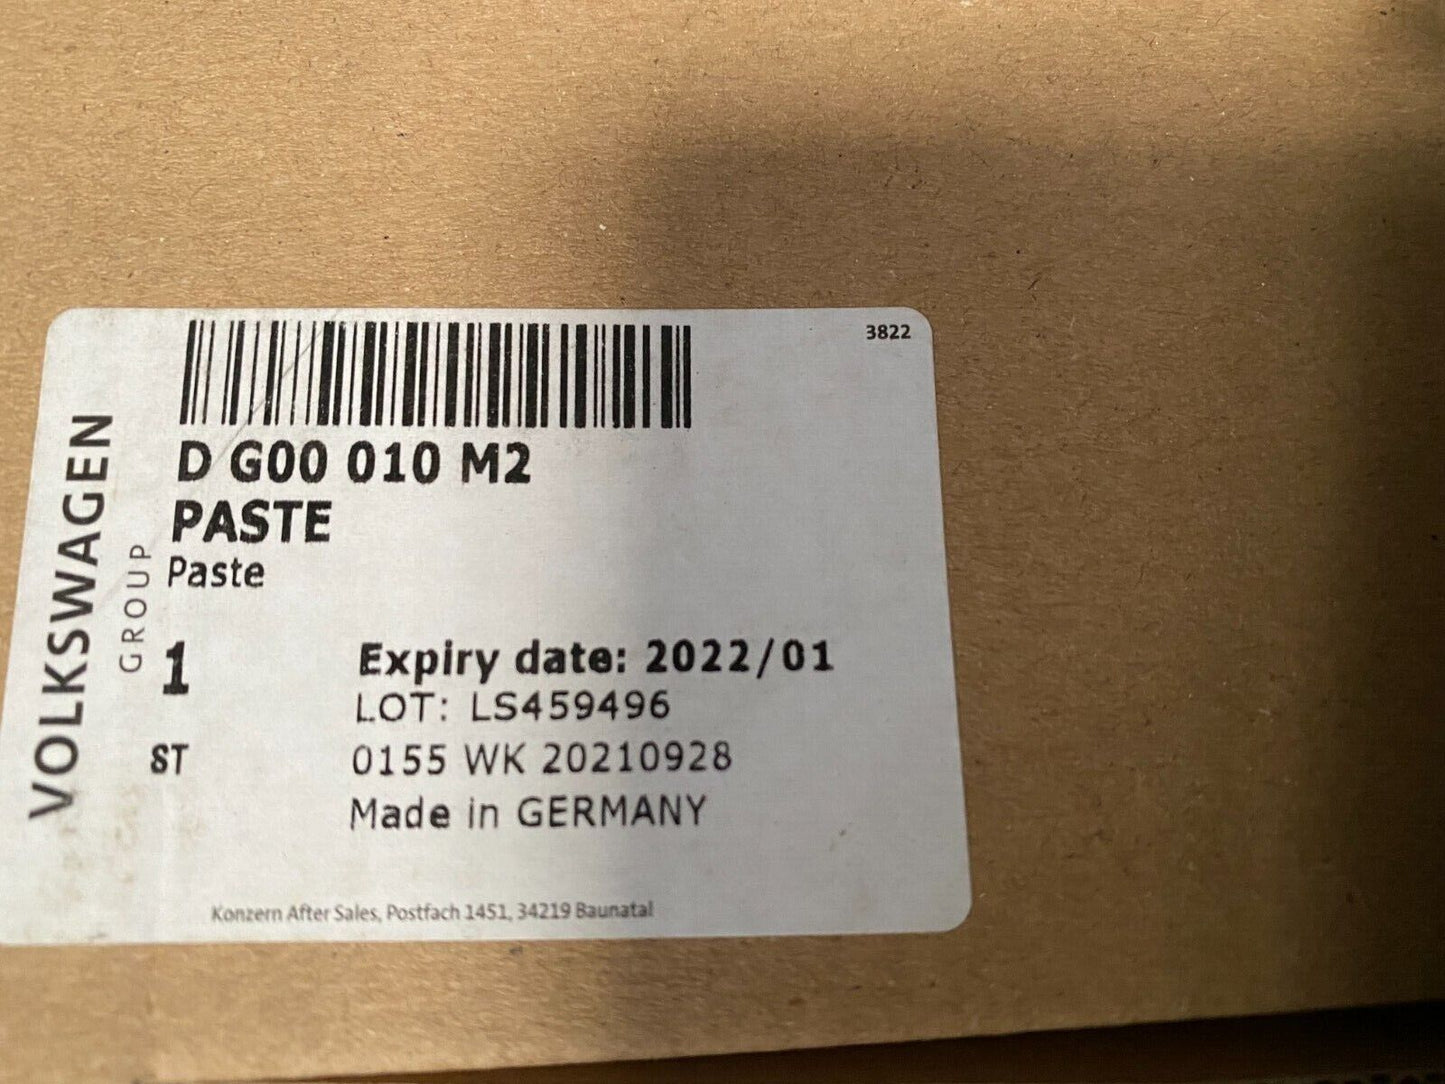 3822
VOLKSWAGEN
GROUP
D G00 010 M2
PASTE
Paste
1
Expiry date: 2022/01
LOT: LS459496
ST
0155 WK 20210928
Made in GERMANY
Konzern After Sales, Postfach 1451, 34219 Baunatal